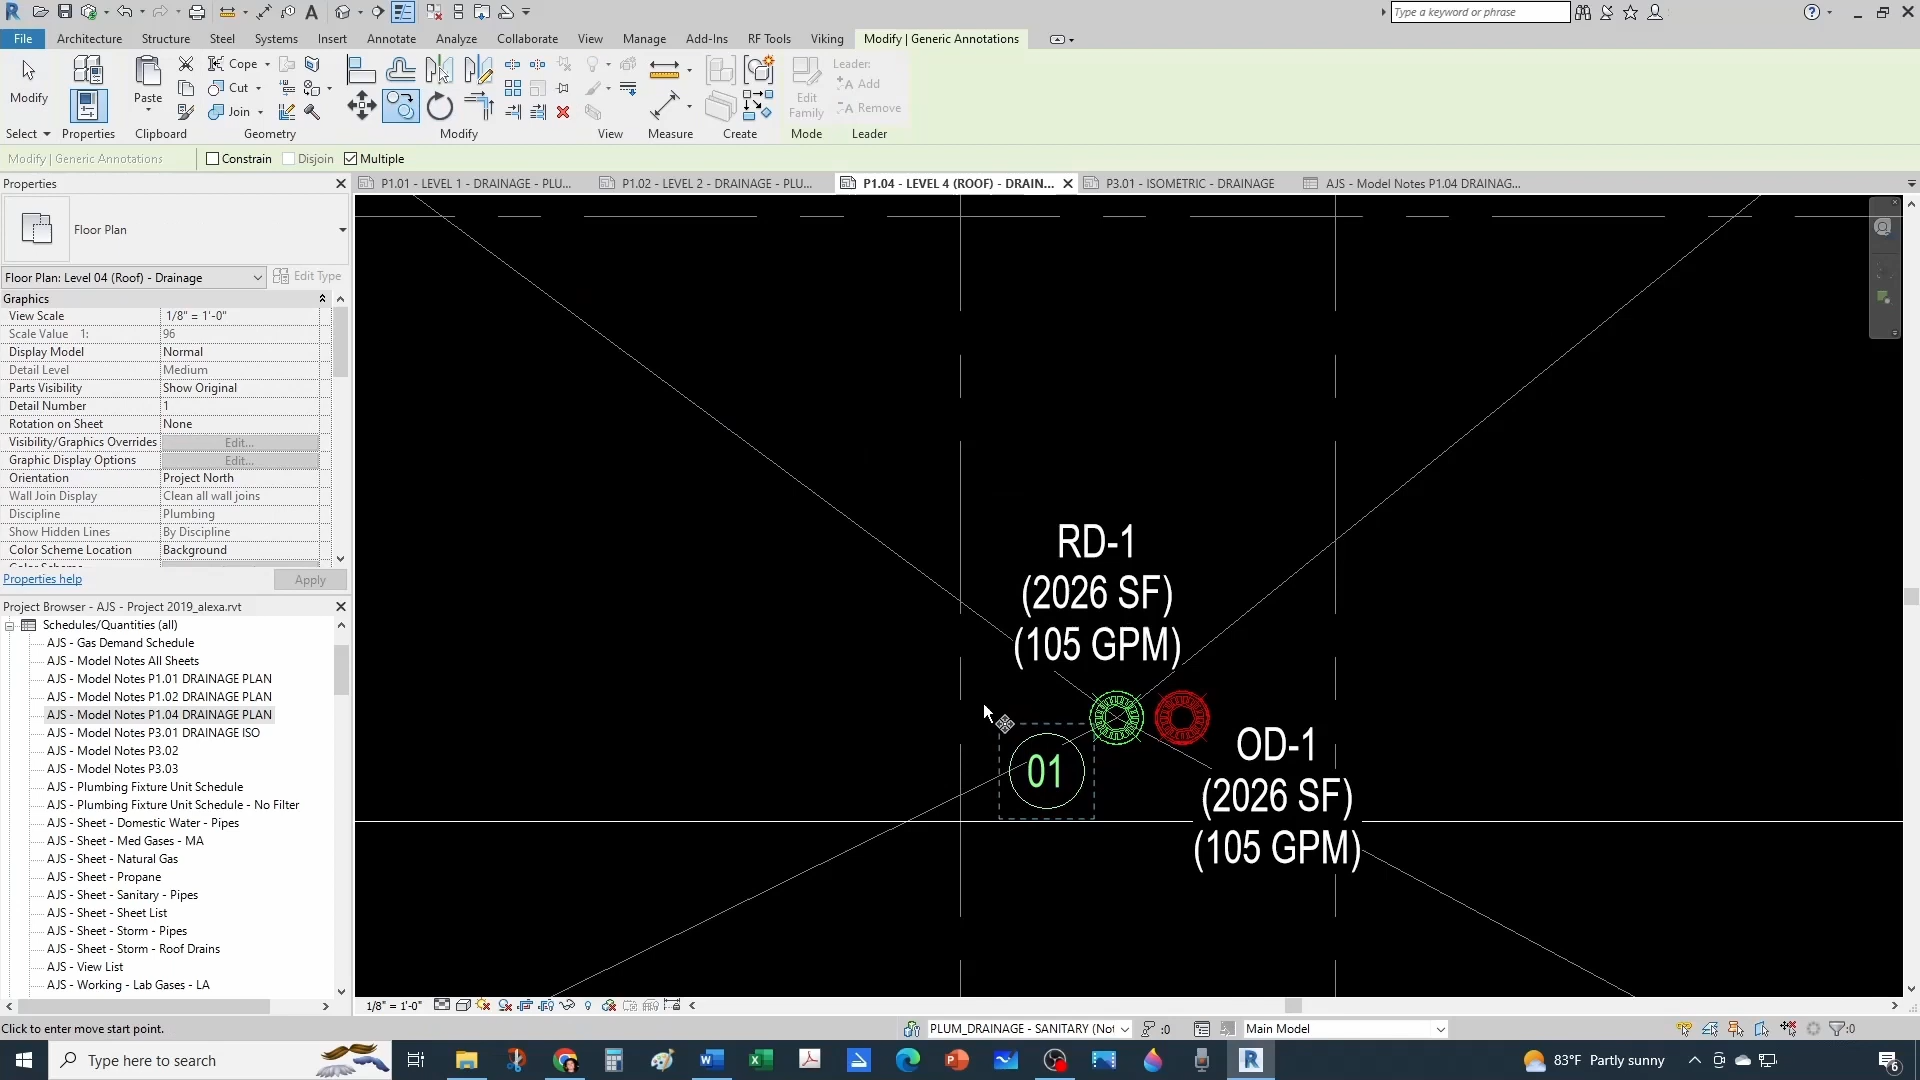 Type a keyword or phrase
File Architecture Structure Steel Systems Insert Annotate Analyze Collaborate View Manage Add-Ins RF Tools Viking Modify | Generic Annotations
Modify
Paste
Cope
Cut
Join
Edit
Family
Leader:
Add
Remove
Select Properties Clipboard Geometry Modify View Measure Create Mode Leader
Modify | Generic Annotations Constrain Disjoin Multiple
Properties
P1.01 - LEVEL 1 - DRAINAGE - PLU... P1.02 - LEVEL 2 - DRAINAGE - PLU... P1.04 - LEVEL 4 (ROOF) - DRAIN... P3.01 - ISOMETRIC - DRAINAGE AJS - Model Notes P1.04 DRAINAG...
Floor Plan
Floor Plan: Level 04 (Roof) - Drainage Edit Type
Graphics
View Scale 1/8" = 1'-0"
Scale Value 1: 96
Display Model Normal
Detail Level Medium
Parts Visibility Show Original
Detail Number 1
Rotation on Sheet None
Visibility/Graphics Overrides Edit...
Graphic Display Options Edit...
Orientation Project North
Wall Join Display Clean all wall joins
Discipline Plumbing
Show Hidden Lines By Discipline
Color Scheme Location Background
Properties help Apply
Project Browser - AJS - Project 2019_alexa.rvt
Schedules/Quantities (all)
AJS - Gas Demand Schedule
AJS - Model Notes All Sheets
AJS - Model Notes P1.01 DRAINAGE PLAN
AJS - Model Notes P1.02 DRAINAGE PLAN
AJS - Model Notes P1.04 DRAINAGE PLAN
AJS - Model Notes P3.01 DRAINAGE ISO
AJS - Model Notes P3.02
AJS - Model Notes P3.03
AJS - Plumbing Fixture Unit Schedule
AJS - Plumbing Fixture Unit Schedule - No Filter
AJS - Sheet - Domestic Water - Pipes
AJS - Sheet - Med Gases - MA
AJS - Sheet - Natural Gas
AJS - Sheet - Propane
AJS - Sheet - Sanitary - Pipes
AJS - Sheet - Sheet List
AJS - Sheet - Storm - Pipes
AJS - Sheet - Storm - Roof Drains
AJS - View List
AJS - Working - Lab Gases - LA
RD-1
(2026 SF)
(105 GPM)
01
OD-1
(2026 SF)
(105 GPM)
1/8" = 1'-0"
Click to enter move start point.
PLUM_DRAINAGE - SANITARY (Not :0 Main Model :0
Type here to search
83°F Partly sunny
6